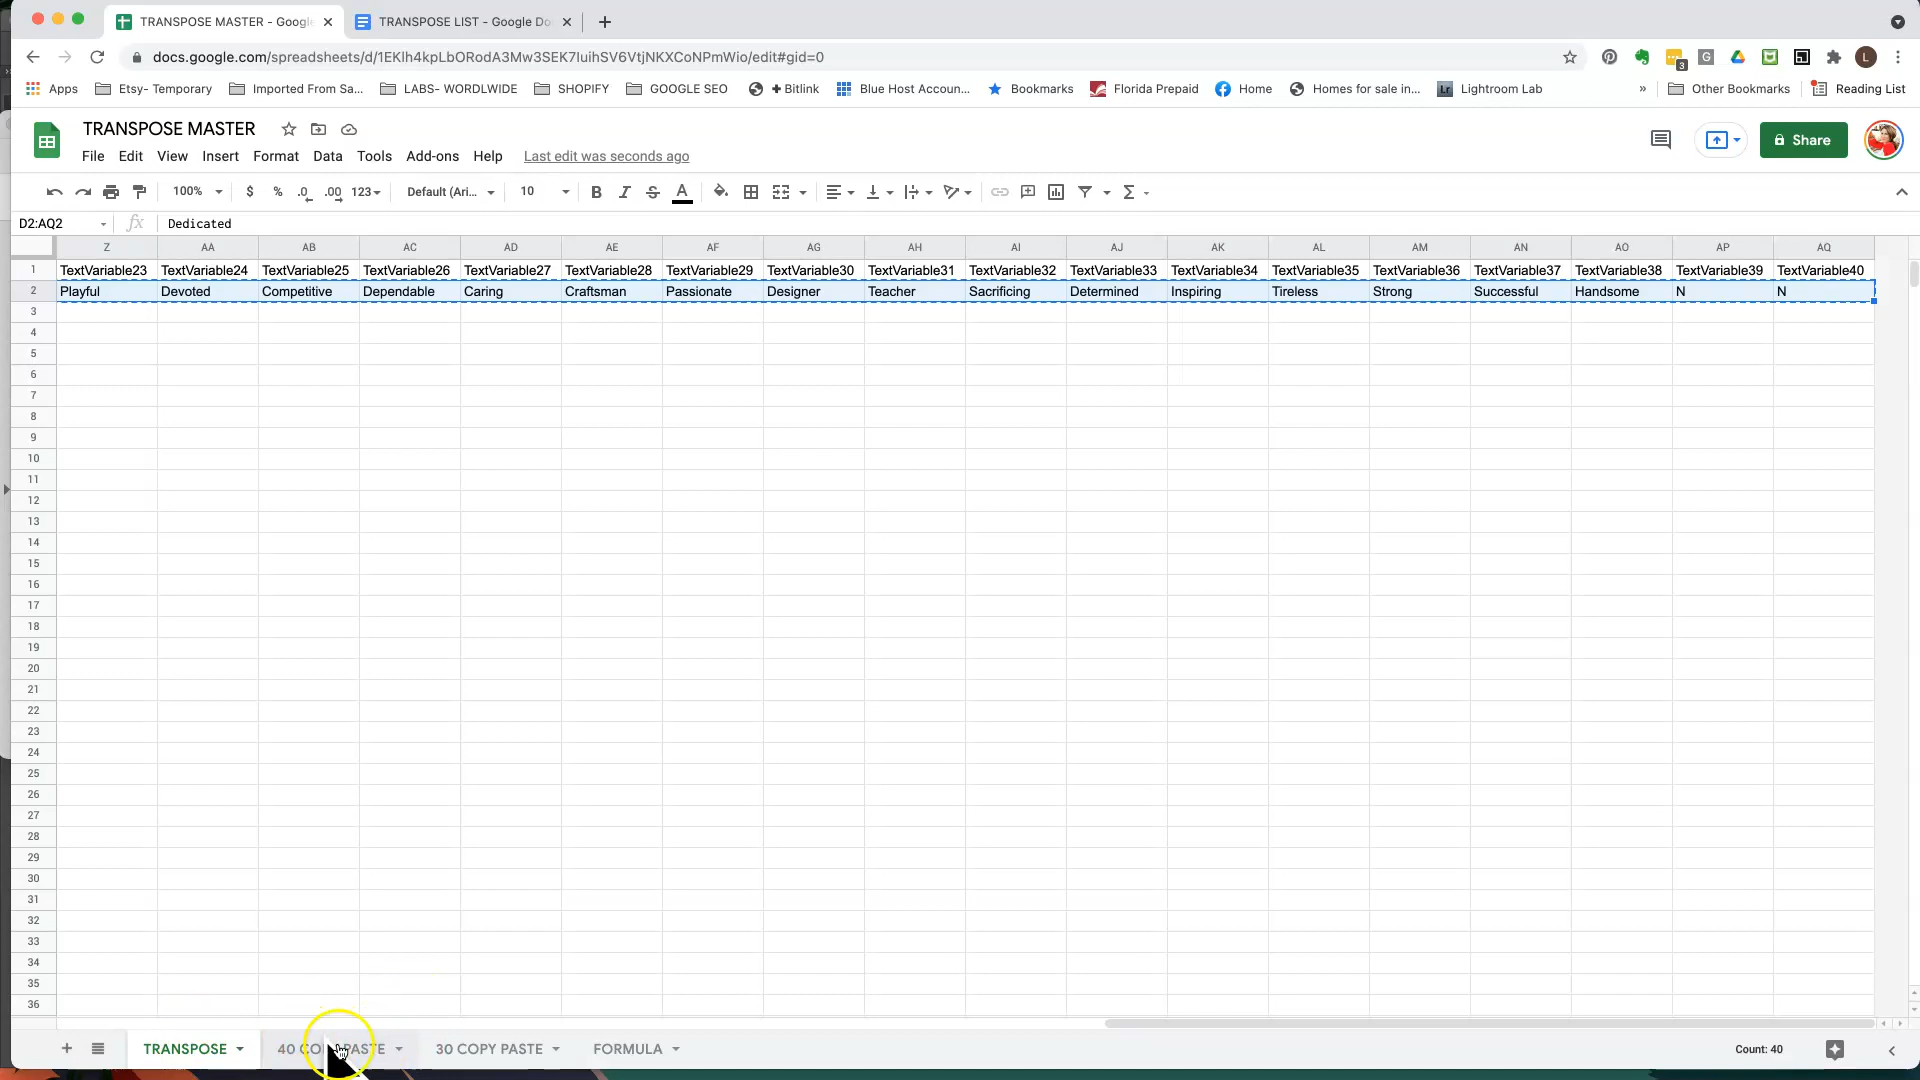 TRANSPOSE MASTER - Google
TRANSPOSE LIST - Google Do
docs.google.com/spreadsheets/d/1EKlh4kpLbORodA3Mw3SEK7IuihSV6VtjNKXCoNPmWio/edit#gid=0
3
G
L
Apps
Etsy- Temporary
Imported From Sa...
LABS- WORLDWIDE
SHOPIFY
GOOGLE SEO
+ Bitlink
Blue Host Accoun...
Bookmarks
Florida Prepaid
Home
Homes for sale in...
Lr Lightroom Lab
»
Other Bookmarks
Reading List
TRANSPOSE MASTER
File Edit View Insert Format Data Tools Add-ons Help Last edit was seconds ago
Share
100% $ % .0 .00 123 Default (Ari... 10 B I S A Σ
D2:AQ2 fx Dedicated
Z AA AB AC AD AE AF AG AH AI AJ AK AL AM AN AO AP AQ
1 TextVariable23 TextVariable24 TextVariable25 TextVariable26 TextVariable27 TextVariable28 TextVariable29 TextVariable30 TextVariable31 TextVariable32 TextVariable33 TextVariable34 TextVariable35 TextVariable36 TextVariable37 TextVariable38 TextVariable39 TextVariable40
2 Playful Devoted Competitive Dependable Caring Craftsman Passionate Designer Teacher Sacrificing Determined Inspiring Tireless Strong Successful Handsome N N
3
4
5
6
7
8
9
10
11
12
13
14
15
16
17
18
19
20
21
22
23
24
25
26
27
28
29
30
31
32
33
34
35
36
TRANSPOSE 40 PASTE 30 COPY PASTE FORMULA Count: 40